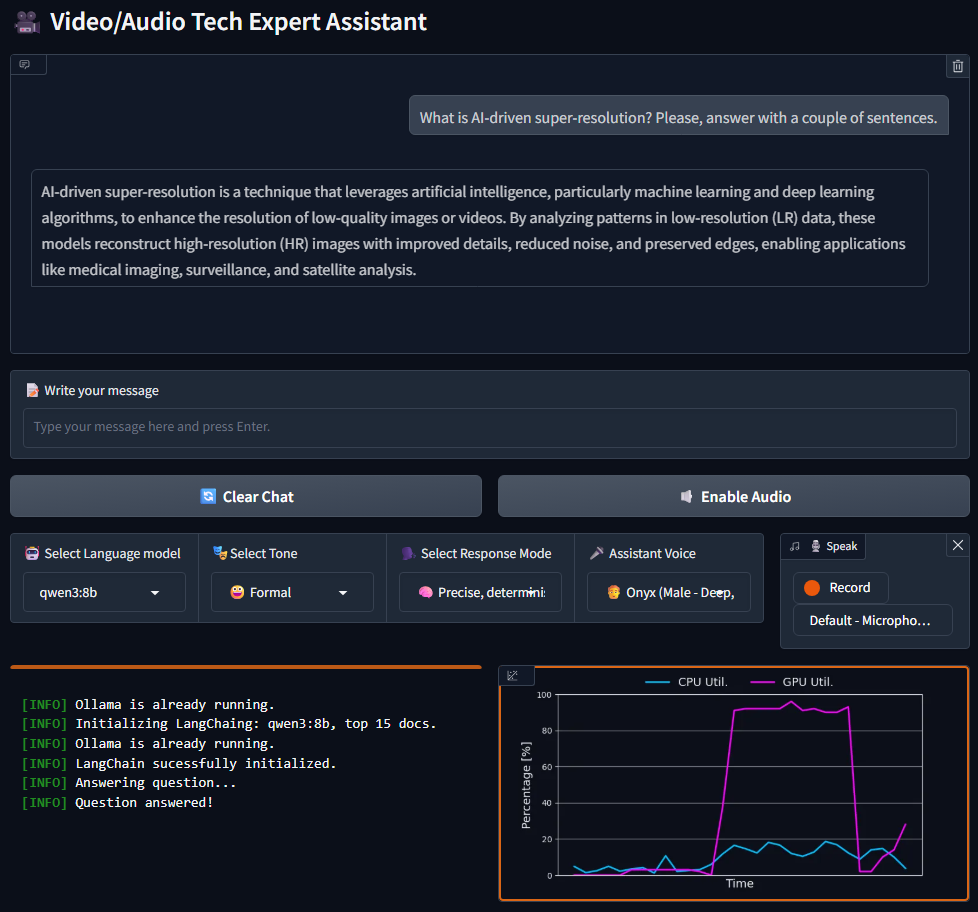 Video/Audio Tech Expert Assistant
What is AI-driven super-resolution? Please, answer with a couple of sentences.
AI-driven super-resolution is a technique that leverages artificial intelligence, particularly machine learning and deep learning
algorithms, to enhance the resolution of low-quality images or videos. By analyzing patterns in low-resolution (LR) data, these
models reconstruct high-resolution (HR) images with improved details, reduced noise, and preserved edges, enabling applications
like medical imaging, surveillance, and satellite analysis.
Write your message
Type your message here and press Enter.
Clear Chat
Enable Audio
Select Language model
Select Tone
Select Response Mode
Assistant Voice
Speak
qwen3:8b
Formal
Precise, determinis
Onyx (Male - Deep,
Record
Default - Micropho...
[INFO] Ollama is already running.
[INFO] Initializing LangChaing: qwen3:8b, top 15 docs.
[INFO] Ollama is already running.
[INFO] LangChain sucessfully initialized.
[INFO] Answering question...
[INFO] Question answered!
CPU Util.
GPU Util.
100
80
60
40
20
0
Percentage [%]
Time